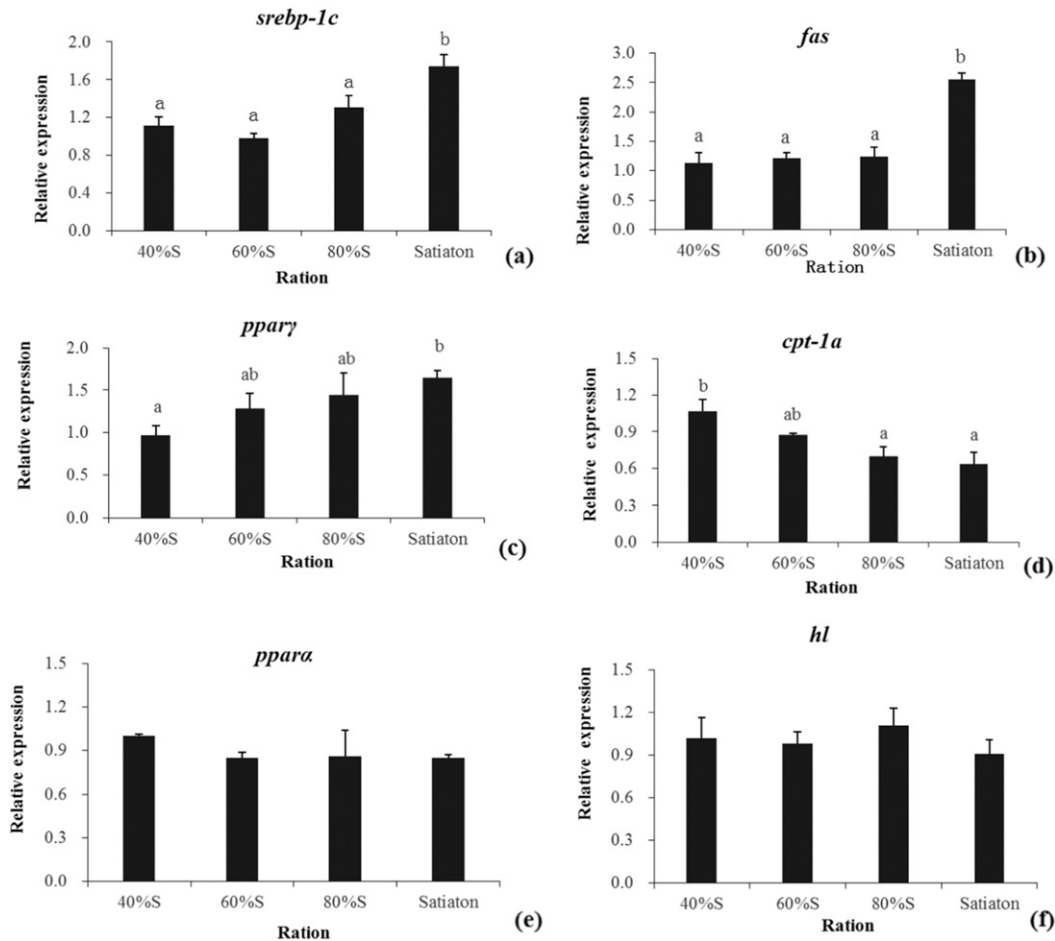 srebp-1c
Relative expression
2.0
1.6
1.2
0.8
0.4
0.0
a
a
a
b
40%S 60%S 80%S Satiaton
Ration
(a)
fas
Relative expression
3.0
2.5
2.0
1.5
1.0
0.5
0.0
a
a
a
b
40%S 60%S 80%S Satiaton
Ration
(b)
pparγ
Relative expression
2.0
1.5
1.0
0.5
0.0
a
ab
ab
b
40%S 60%S 80%S Satiaton
Ration
(c)
cpt-1a
Relative expression
1.5
1.2
0.9
0.6
0.3
0.0
b
ab
a
a
40%S 60%S 80%S Satiaton
Ration
(d)
pparα
Relative expression
1.5
1.2
0.9
0.6
0.3
0.0
40%S 60%S 80%S Satiaton
Ration
(e)
hl
Relative expression
1.5
1.2
0.9
0.6
0.3
0.0
40%S 60%S 80%S Satiaton
Ration
(f)